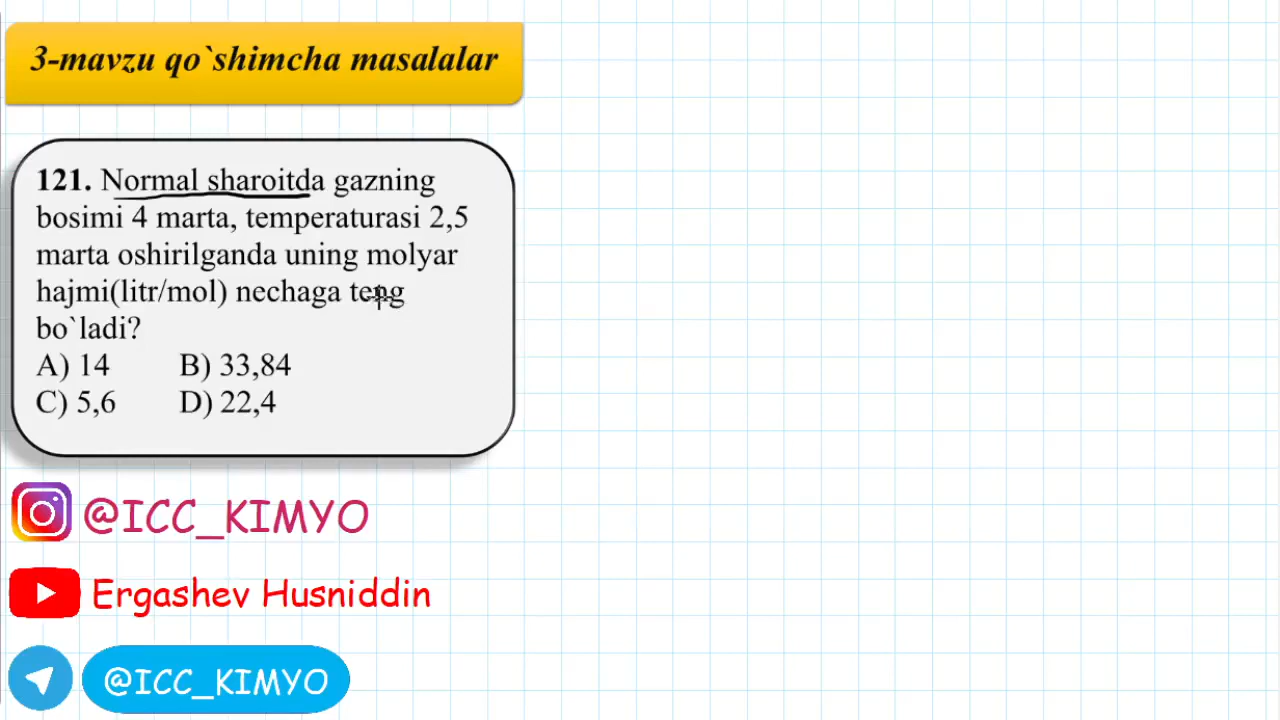 3-mavzu qo`shimcha masalalar
121. Normal sharoitda gazning
bosimi 4 marta, temperaturasi 2,5
marta oshirilganda uning molyar
hajmi(litr/mol) nechaga teng
bo`ladi?
A) 14 B) 33,84
C) 5,6 D) 22,4
@ICC_KIMYO
Ergashev Husniddin
@ICC_KIMYO